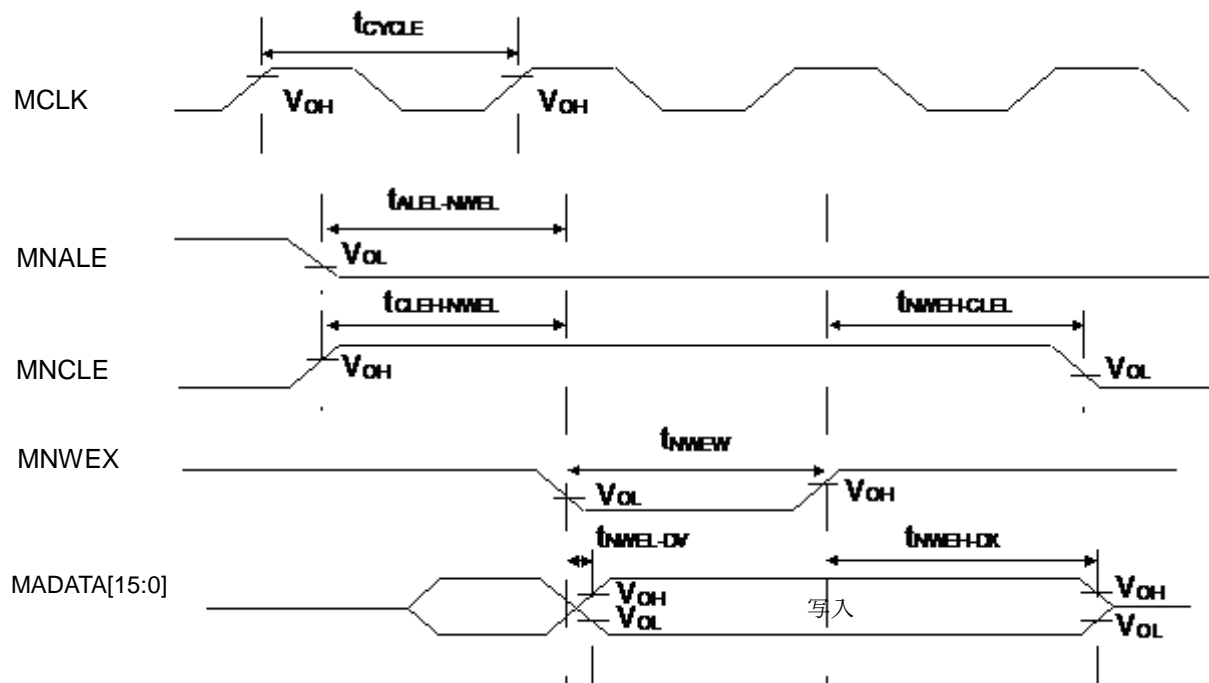 tCYCLE
MCLK
VOH
VOH
tALEL-NWEL
MNALE
VOL
tCLEH-NWEL
tNWEH-CLEL
MNCLE
VOH
VOL
tNWEW
MNWEX
VOL
VOH
tNWEL-DV
tNWEH-DX
MADATA[15:0]
VOH
VOL
写入
VOH
VOL